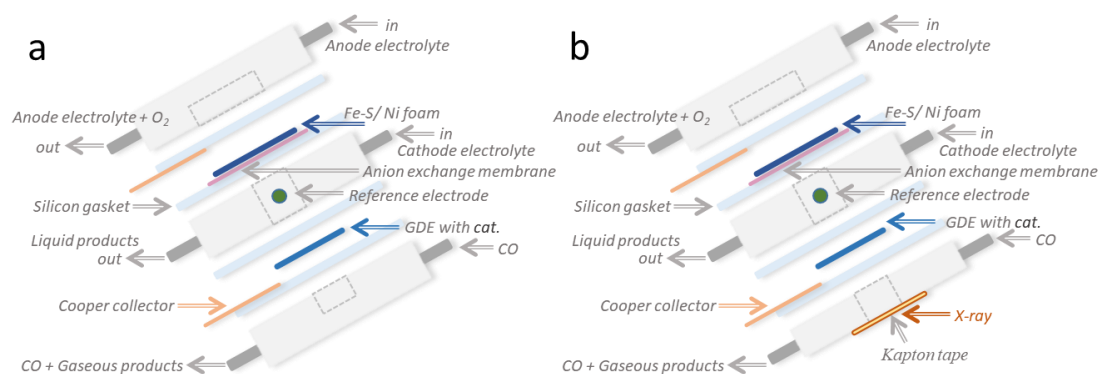 a
in
Anode electrolyte
Anode electrolyte + O₂
out
Fe-S/ Ni foam
in
Cathode electrolyte
Anion exchange membrane
Reference electrode
Silicon gasket
GDE with cat.
Liquid products
out
CO
Cooper collector
CO + Gaseous products
b
in
Anode electrolyte
Anode electrolyte + O₂
out
Fe-S/ Ni foam
in
Cathode electrolyte
Anion exchange membrane
Reference electrode
Silicon gasket
GDE with cat.
Liquid products
out
CO
Cooper collector
X-ray
Kapton tape
CO + Gaseous products